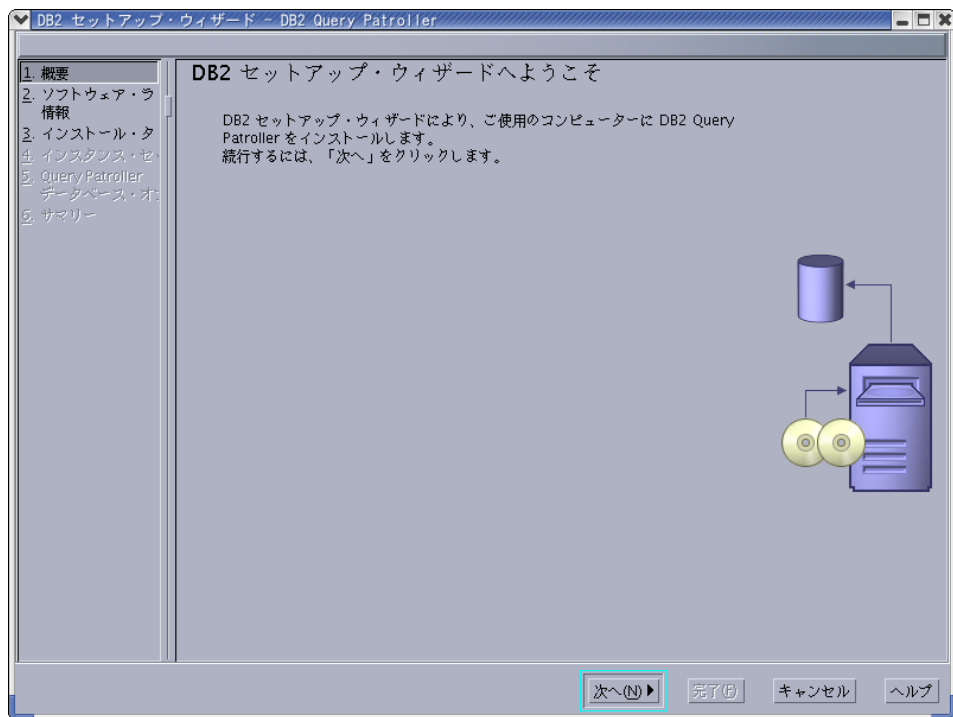 DB2 セットアップ・ウィザード - DB2 Query Patroller
1. 概要
2. ソフトウェア・ラ
情報
3. インストール・タ
4. インスタンス・セッ
5. Query Patroller
データベース・オブ
6. サマリー
DB2 セットアップ・ウィザードへようこそ
DB2 セットアップ・ウィザードにより、ご使用のコンピューターに DB2 Query
Patroller をインストールします。
続行するには、「次へ」をクリックします。
次へ(N)
完了(F)
キャンセル
ヘルプ